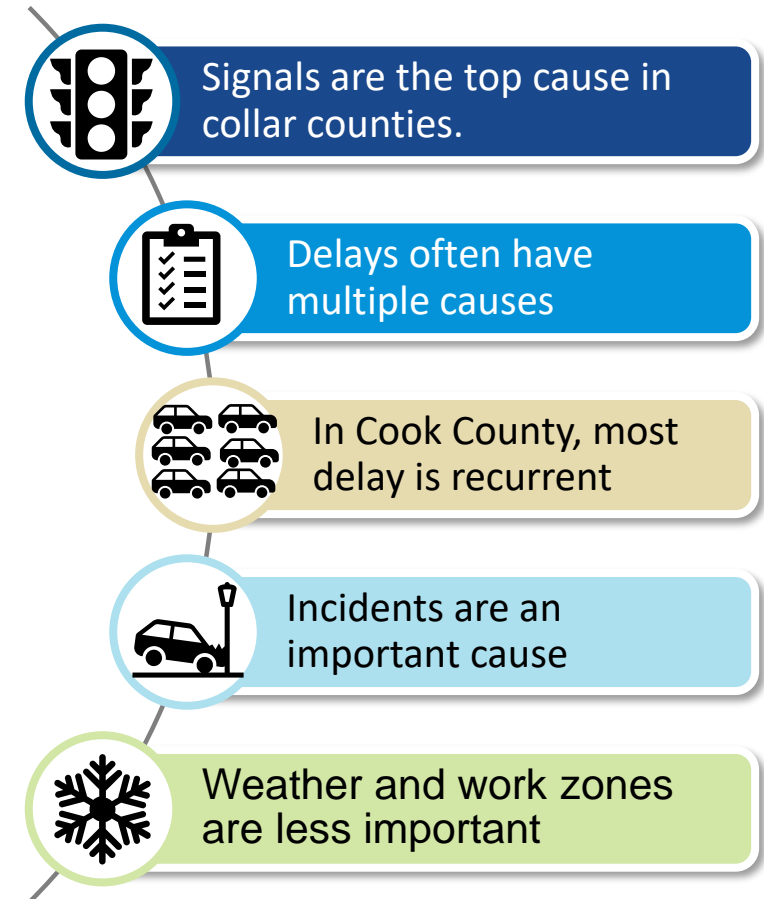 Signals are the top cause in
collar counties.
Delays often have
multiple causes
In Cook County, most
delay is recurrent
Incidents are an
important cause
Weather and work zones
are less important